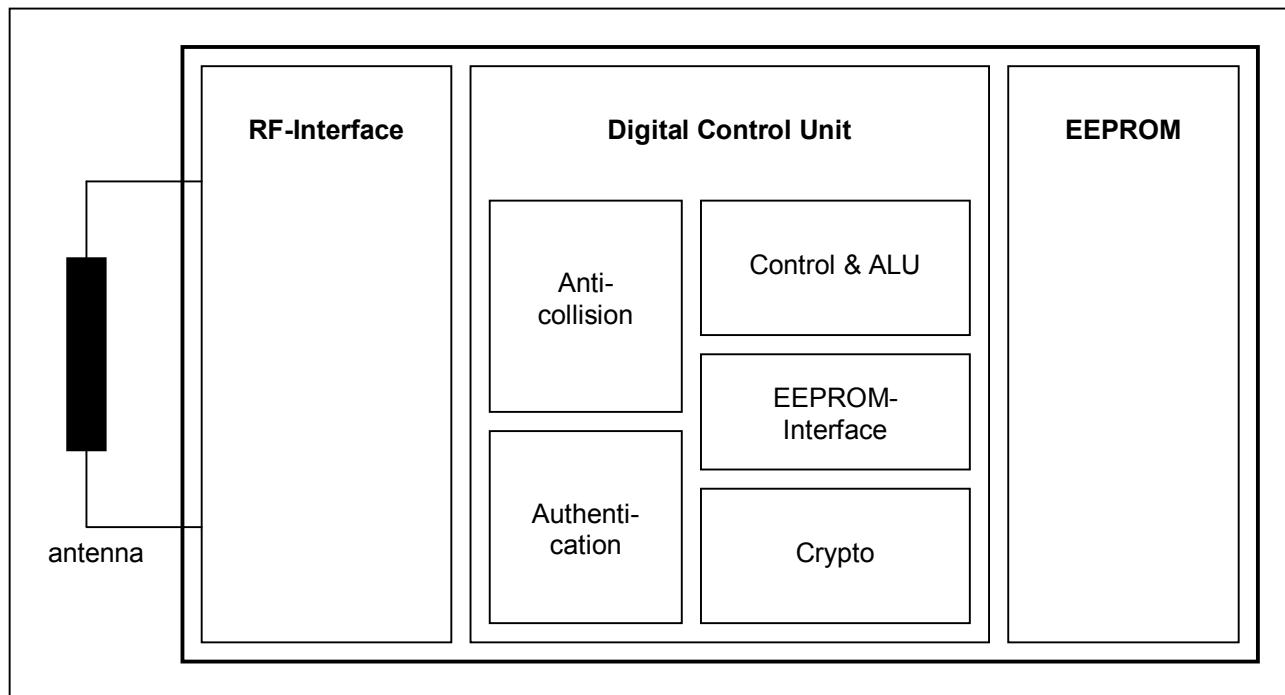 RF-Interface
Digital Control Unit
EEPROM
Anti-
collision
Control & ALU
EEPROM-
Interface
Authenti-
cation
Crypto
antenna